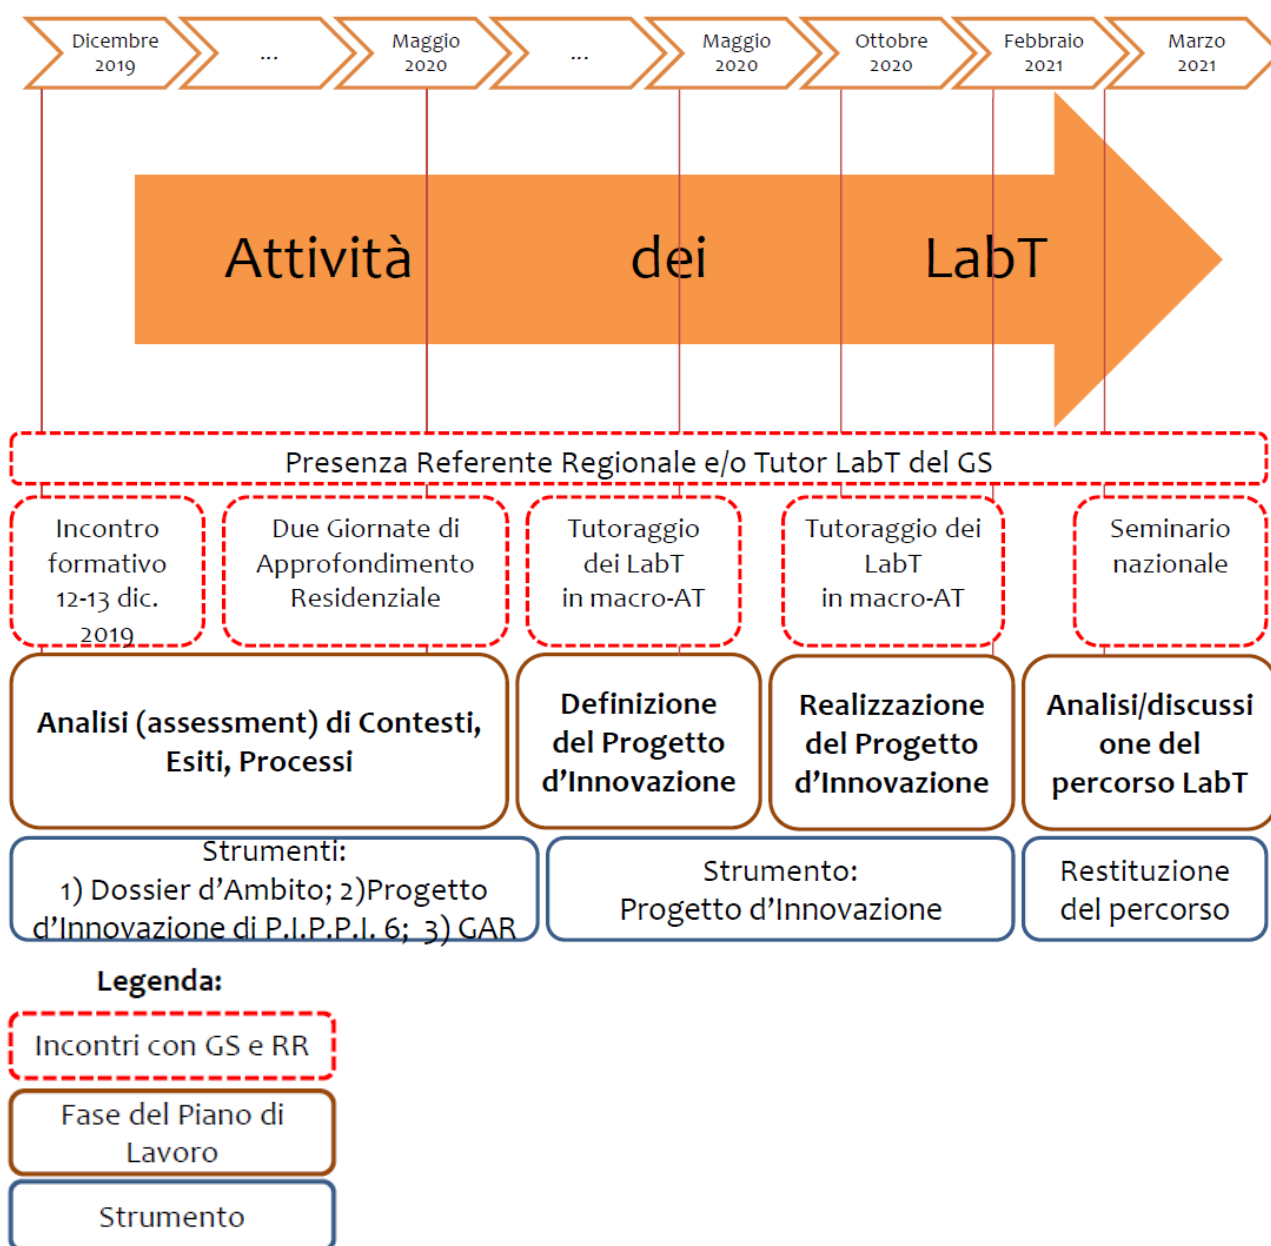 Dicembre
2019
...
Maggio
2020
...
Maggio
2020
Ottobre
2020
Febbraio
2021
Marzo
2021
Attività dei LabT
Presenza Referente Regionale e/o Tutor LabT del GS
Incontro
formativo
12-13 dic.
2019
Due Giornate di
Approfondimento
Residenziale
Tutoraggio
dei LabT
in macro-AT
Tutoraggio dei
LabT
in macro-AT
Seminario
nazionale
Analisi (assessment) di Contesti,
Esiti, Processi
Definizione
del Progetto
d'Innovazione
Realizzazione
del Progetto
d'Innovazione
Analisi/discussi
one del
percorso LabT
Strumenti:
1) Dossier d'Ambito; 2)Progetto
d'Innovazione di P.I.P.P.I. 6; 3) GAR
Strumento:
Progetto d'Innovazione
Restituzione
del percorso
Legenda:
Incontri con GS e RR
Fase del Piano di
Lavoro
Strumento